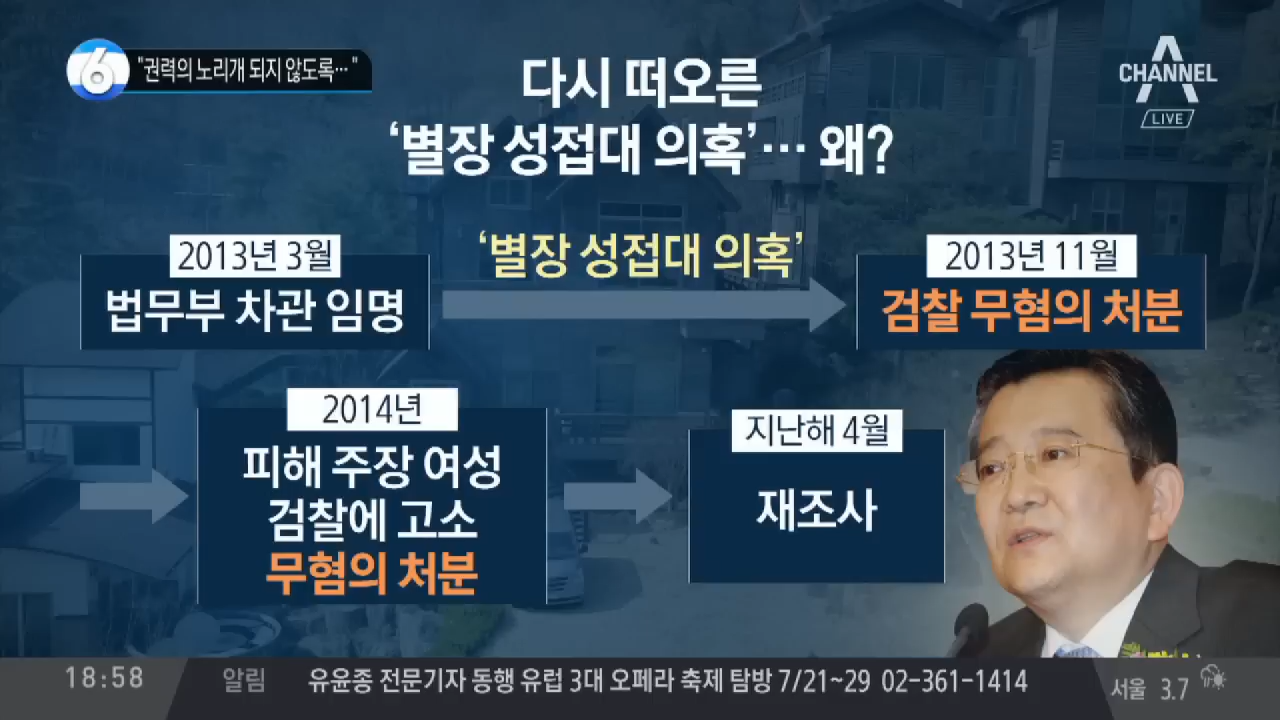 6
"권력의 노리개 되지 않도록…"
CHANNEL A
LIVE
다시 떠오른
‘별장 성접대 의혹’… 왜?
2013년 3월
법무부 차관 임명
‘별장 성접대 의혹’
2013년 11월
검찰 무혐의 처분
2014년
피해 주장 여성
검찰에 고소
무혐의 처분
지난해 4월
재조사
18:58
알림
유윤종 전문기자 동행 유럽 3대 오페라 축제 탐방 7/21~29 02-361-1414
서울 3.7